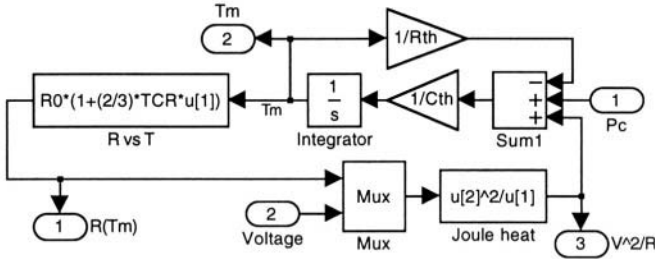 Tm
2
1/Rth
R0*(1+(2/3)*TCR*u[1])
R vs T
Tm
1
s
Integrator
1/Cth
−
+
+
Sum1
1
Pc
1
R(Tm)
2
Voltage
Mux
Mux
u[2]^2/u[1]
Joule heat
3
V^2/R